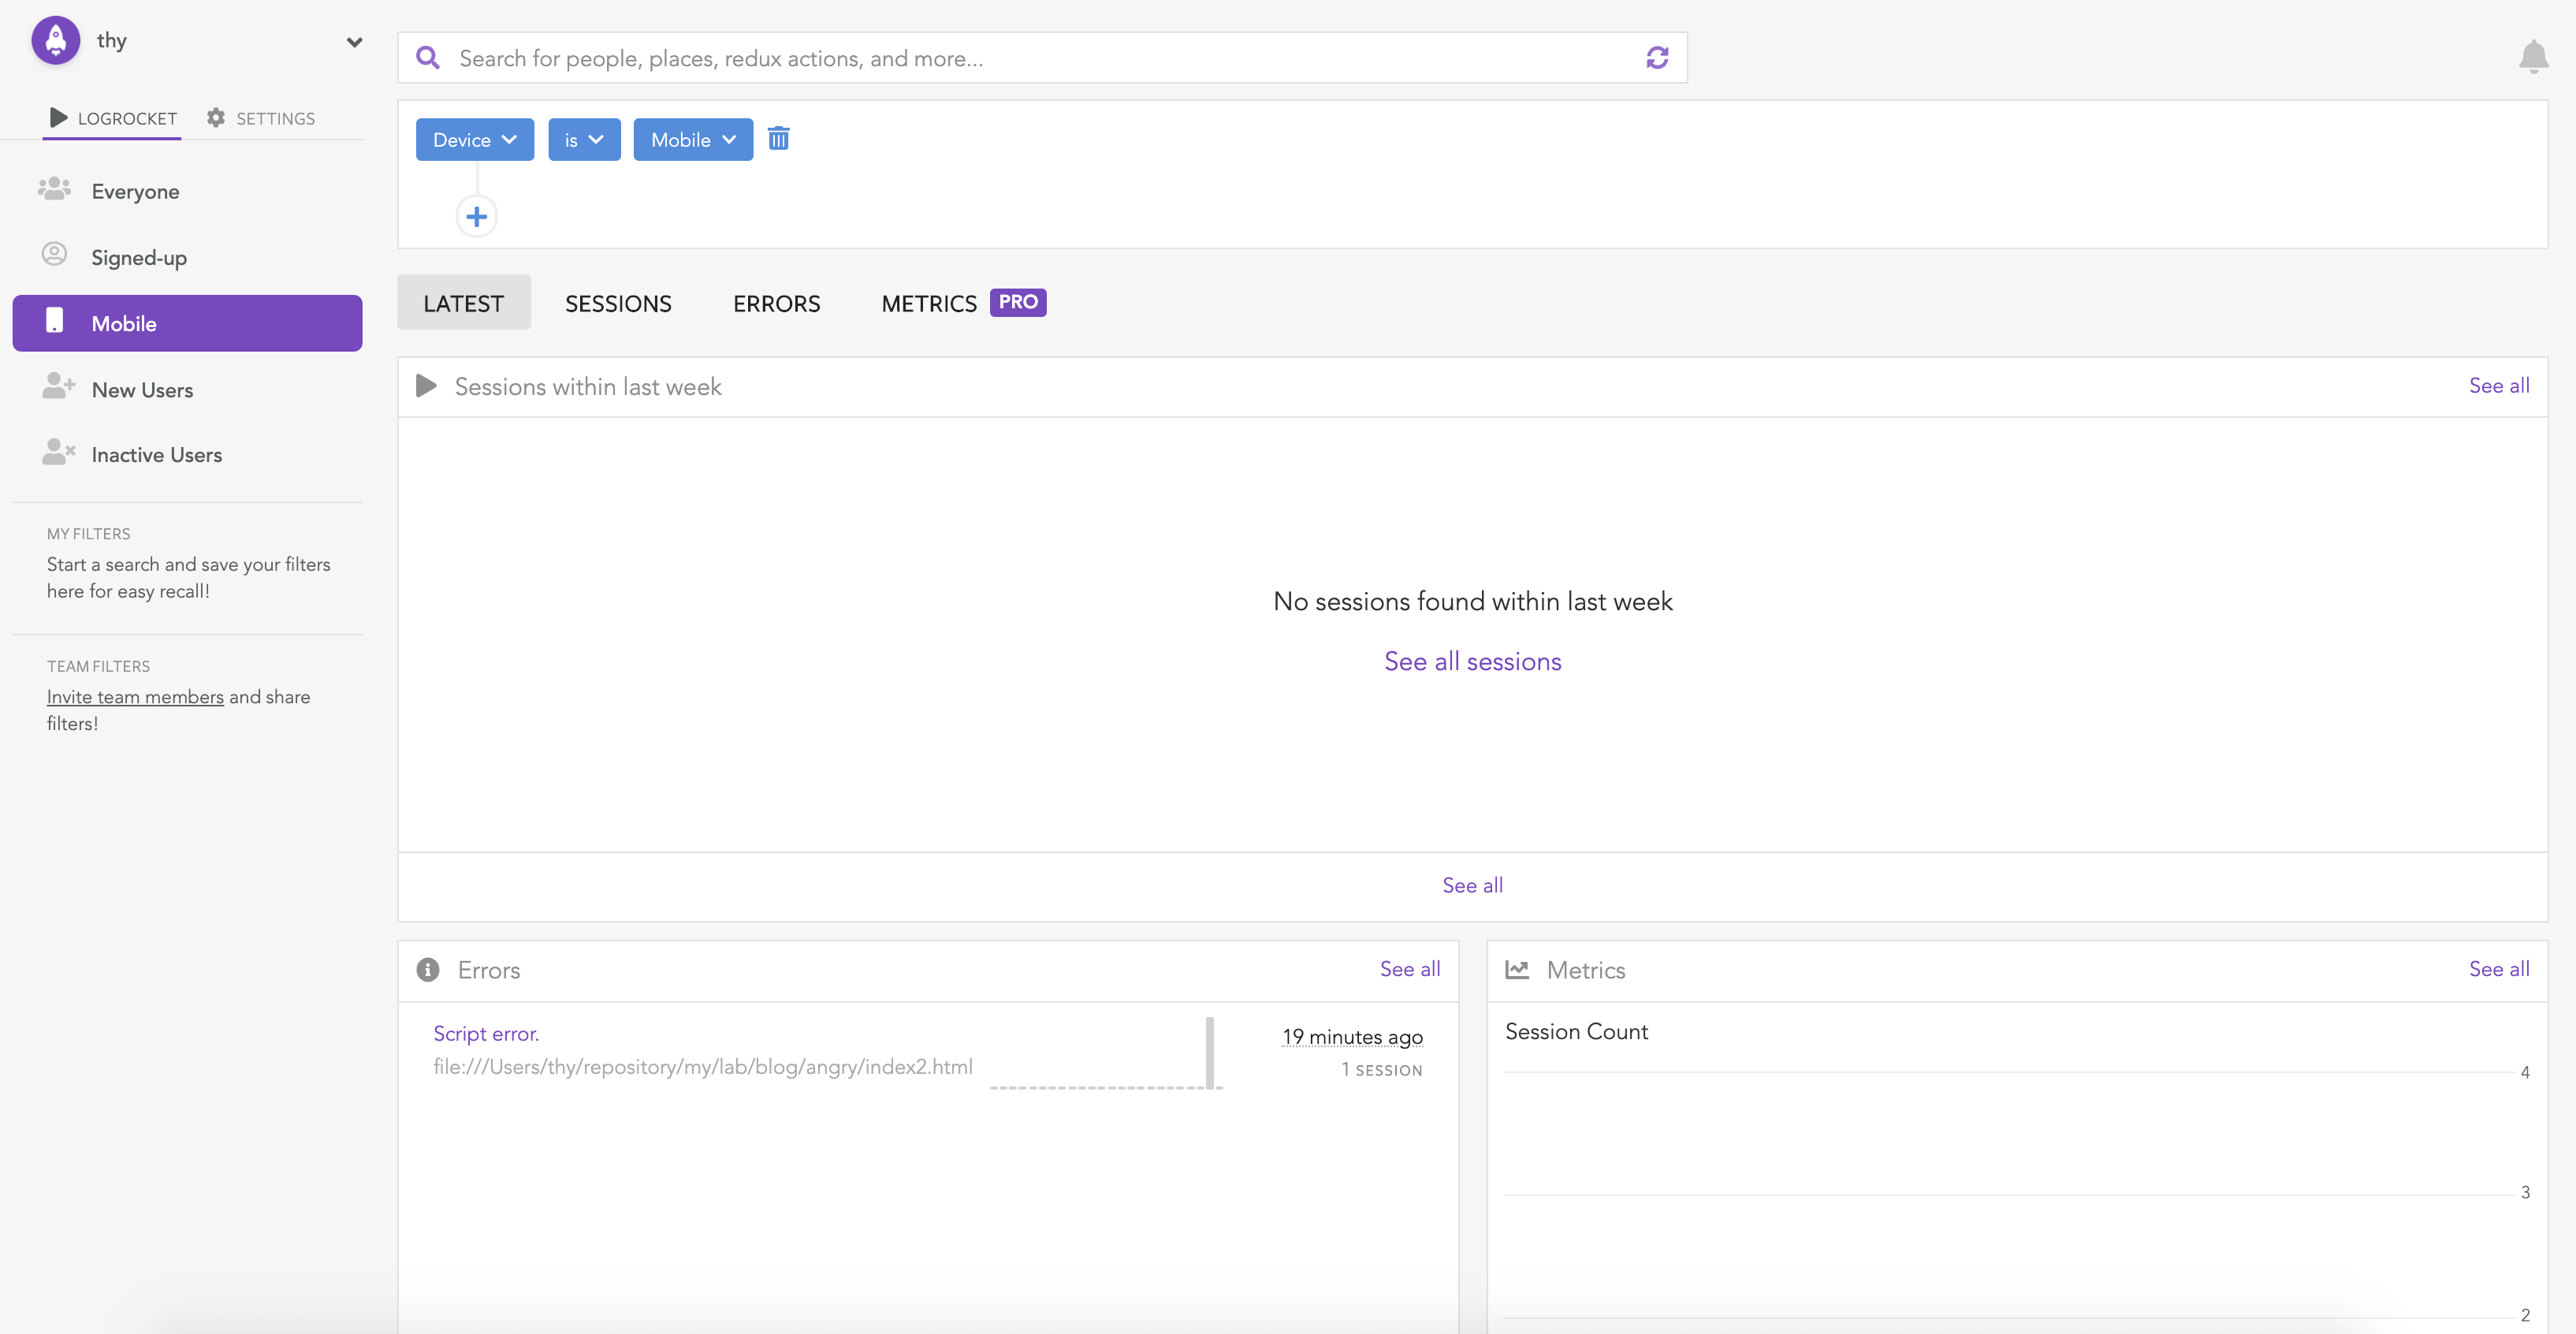 thy
LOGROCKET SETTINGS
Everyone
Signed-up
Mobile
New Users
Inactive Users
MY FILTERS
Start a search and save your filters
here for easy recall!
TEAM FILTERS
Invite team members and share
filters!
Search for people, places, redux actions, and more...
Device is Mobile
LATEST SESSIONS ERRORS METRICS PRO
Sessions within last week See all
No sessions found within last week
See all sessions
See all
Errors See all
Script error. 19 minutes ago
file:///Users/thy/repository/my/lab/blog/angry/index2.html 1 SESSION
Metrics See all
Session Count
4
3
2